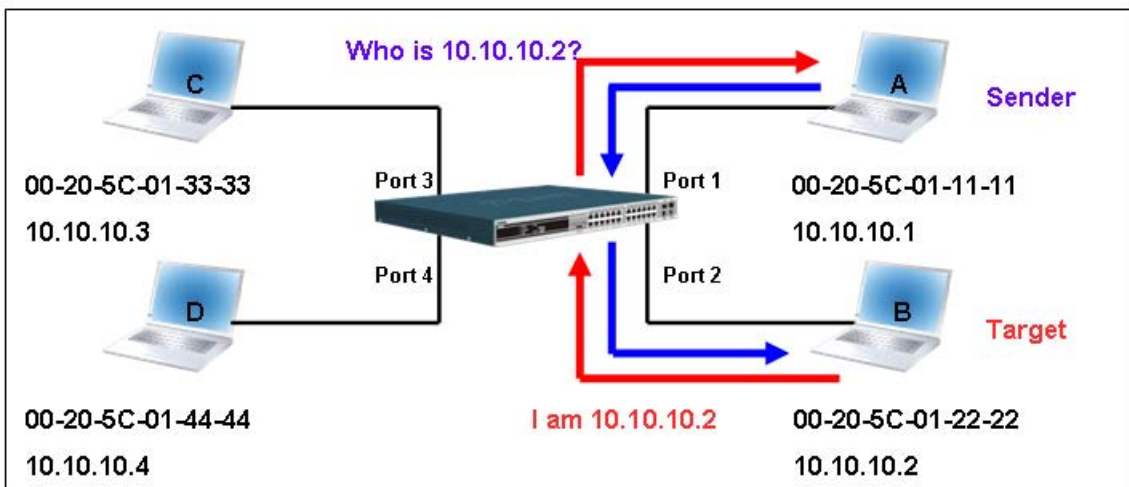 Who is 10.10.10.2?
C
A
Sender
00-20-5C-01-33-33
10.10.10.3
Port 3
Port 1
00-20-5C-01-11-11
10.10.10.1
Port 4
Port 2
D
B
Target
00-20-5C-01-44-44
10.10.10.4
I am 10.10.10.2
00-20-5C-01-22-22
10.10.10.2